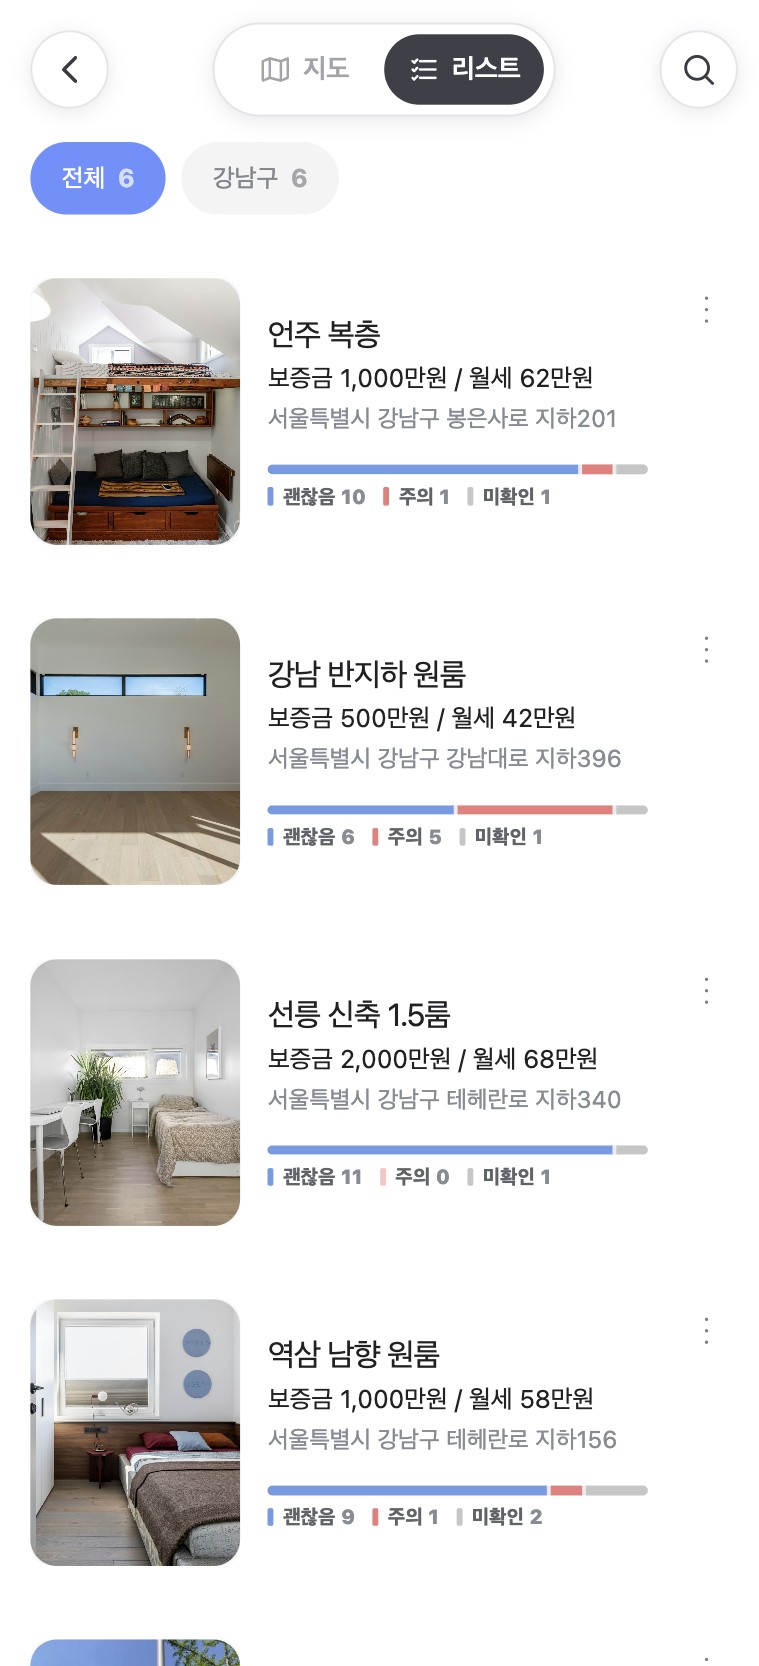 지도
리스트
전체 6
강남구 6
언주 복층
보증금 1,000만원 / 월세 62만원
서울특별시 강남구 봉은사로 지하201
괜찮음 10 주의 1 미확인 1
강남 반지하 원룸
보증금 500만원 / 월세 42만원
서울특별시 강남구 강남대로 지하396
괜찮음 6 주의 5 미확인 1
선릉 신축 1.5룸
보증금 2,000만원 / 월세 68만원
서울특별시 강남구 테헤란로 지하340
괜찮음 11 주의 0 미확인 1
역삼 남향 원룸
보증금 1,000만원 / 월세 58만원
서울특별시 강남구 테헤란로 지하156
괜찮음 9 주의 1 미확인 2